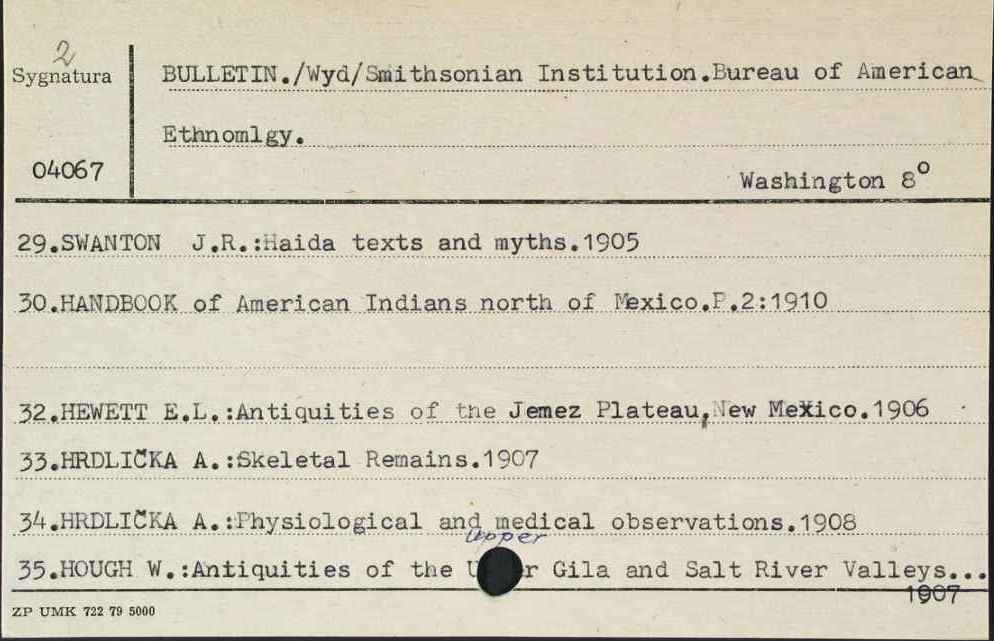 2
Sygnatura
BULLETIN./Wyd/Smithsonian Institution.Bureau of American
Ethnomlgy.
04067
Washington 8°
29.SWANTON J.R.:Haida texts and myths.1905
30.HANDBOOK of American Indians north of Mexico.P.2:1910
32.HEWETT E.L.:Antiquities of the Jemez Plateau,New Mexico.1906
33.HRDLIČKA A.:Skeletal Remains.1907
34.HRDLIČKA A.:Physiological and medical observations.1908
Upper
35.HOUGH W.:Antiquities of the U r Gila and Salt River Valleys...
1907
ZP UMK 722 79 5000